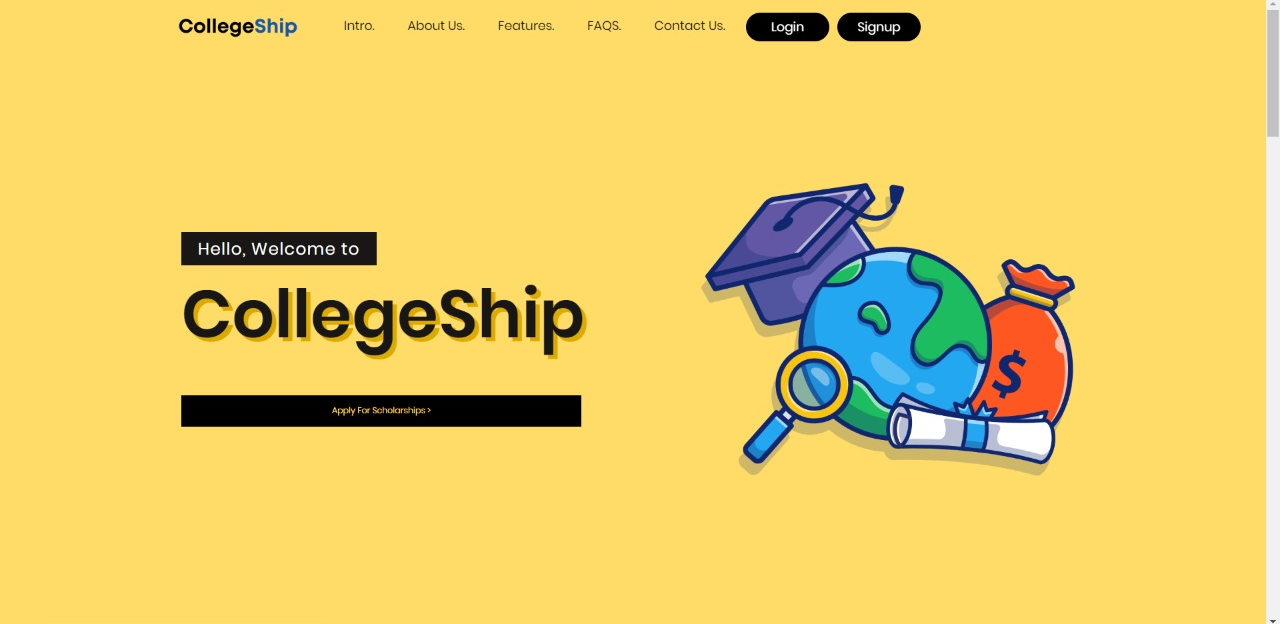 CollegeShip Intro. About Us. Features. FAQS. Contact Us. Login Signup
Hello, Welcome to
CollegeShip
Apply For Scholarships >
$